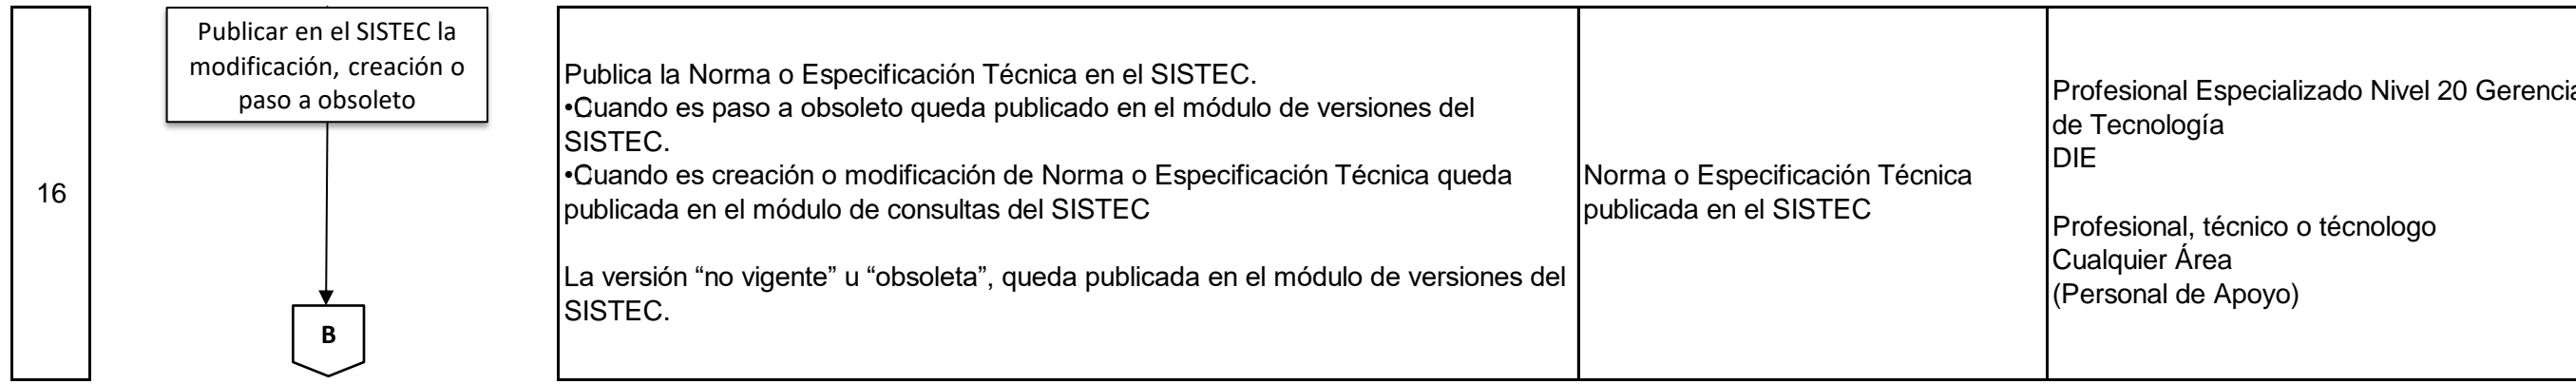 16
Publicar en el SISTEC la
modificación, creación o
paso a obsoleto
B
Publica la Norma o Especificación Técnica en el SISTEC.
•Cuando es paso a obsoleto queda publicado en el módulo de versiones del
SISTEC.
•Cuando es creación o modificación de Norma o Especificación Técnica queda
publicada en el módulo de consultas del SISTEC
La versión “no vigente” u “obsoleta”, queda publicada en el módulo de versiones del
SISTEC.
Norma o Especificación Técnica
publicada en el SISTEC
Profesional Especializado Nivel 20 Gerencia
de Tecnología
DIE
Profesional, técnico o técnologo
Cualquier Área
(Personal de Apoyo)